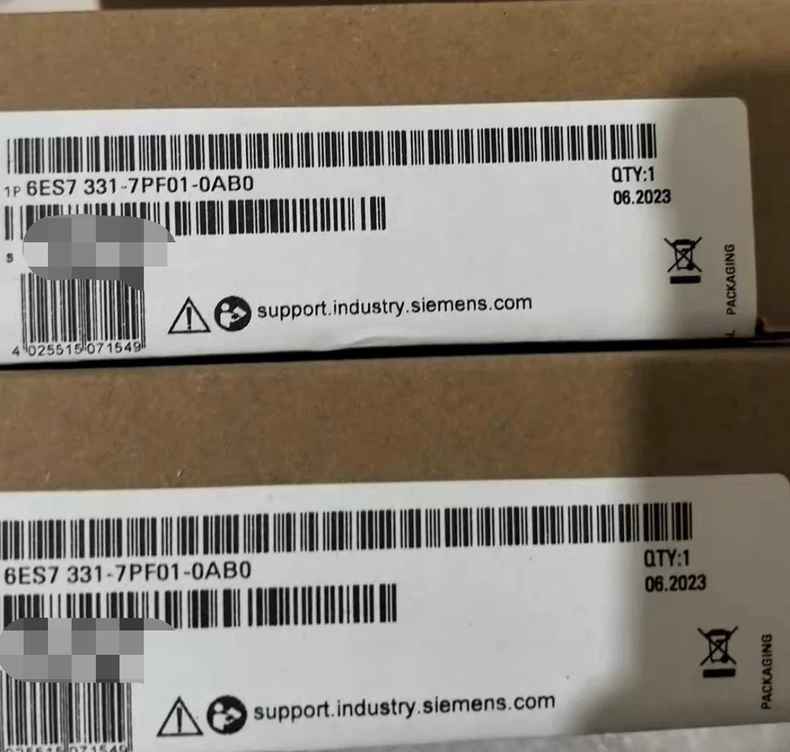 1P 6ES7 331-7PF01-0AB0
QTY:1
06.2023
S
support.industry.siemens.com
PACKAGING
4 025515 071549
6ES7 331-7PF01-0AB0
QTY:1
06.2023
support.industry.siemens.com
PACKAGING